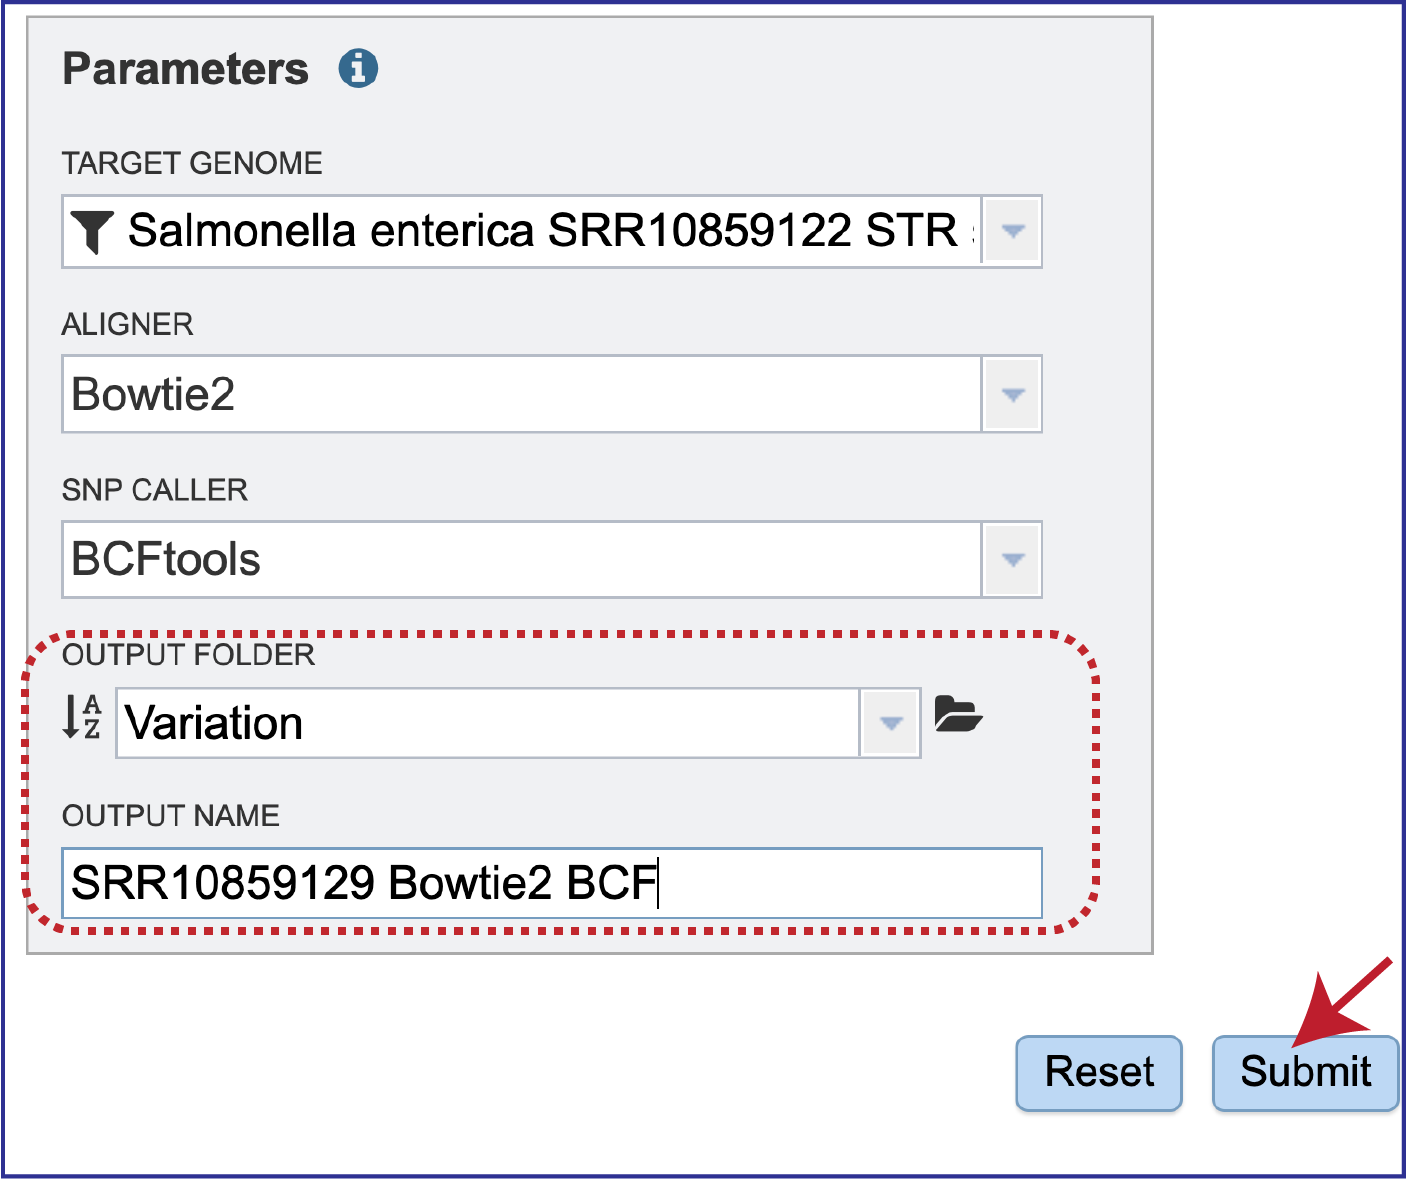 Parameters
TARGET GENOME
Salmonella enterica SRR10859122 STR
ALIGNER
Bowtie2
SNP CALLER
BCFtools
OUTPUT FOLDER
Variation
OUTPUT NAME
SRR10859129 Bowtie2 BCF
Reset Submit